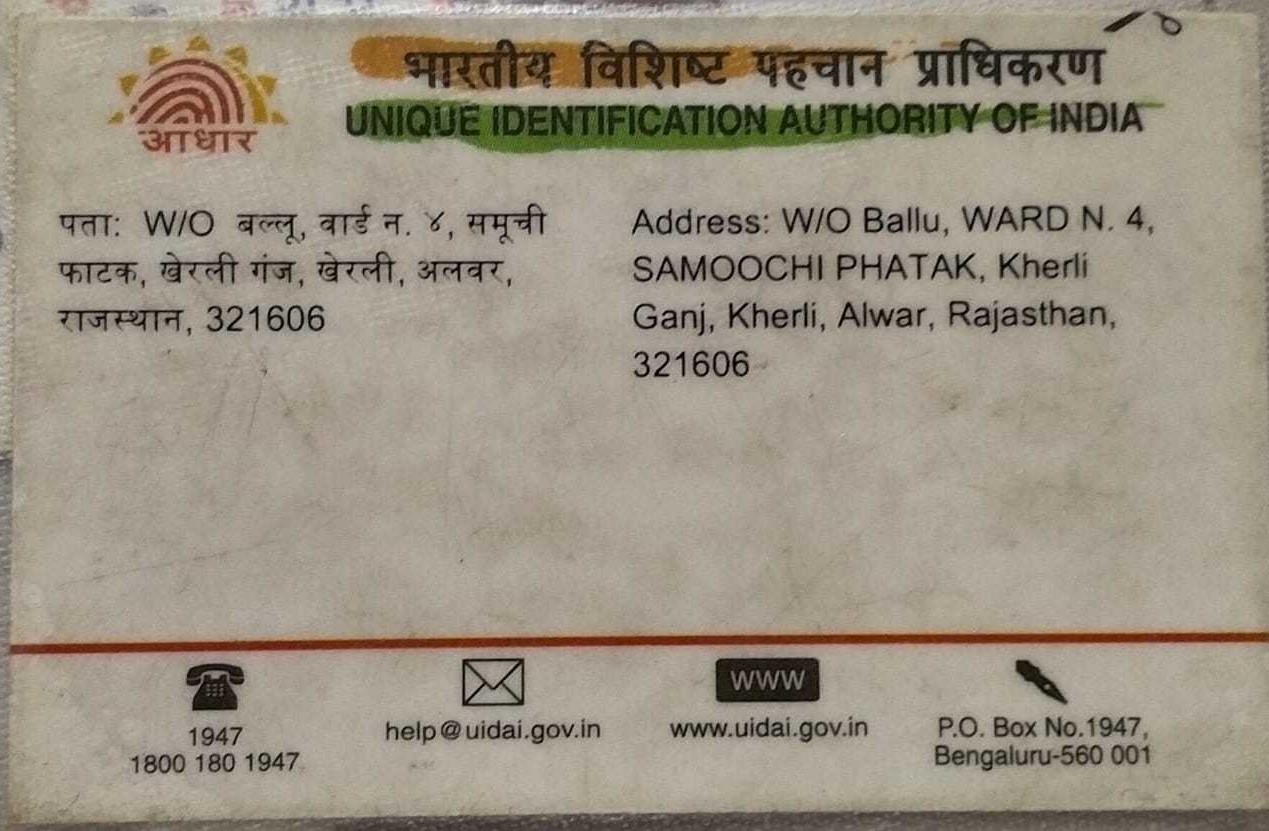 भारतीय विशिष्ट पहचान प्राधिकरण
UNIQUE IDENTIFICATION AUTHORITY OF INDIA
आधार
पता: W/O बल्लू, वार्ड न. ४, समूची
फाटक, खेरली गंज, खेरली, अलवर,
राजस्थान, 321606
Address: W/O Ballu, WARD N. 4,
SAMOOCHI PHATAK, Kherli
Ganj, Kherli, Alwar, Rajasthan,
321606
1947
1800 180 1947
help@uidai.gov.in
www
www.uidai.gov.in
P.O. Box No.1947,
Bengaluru-560 001